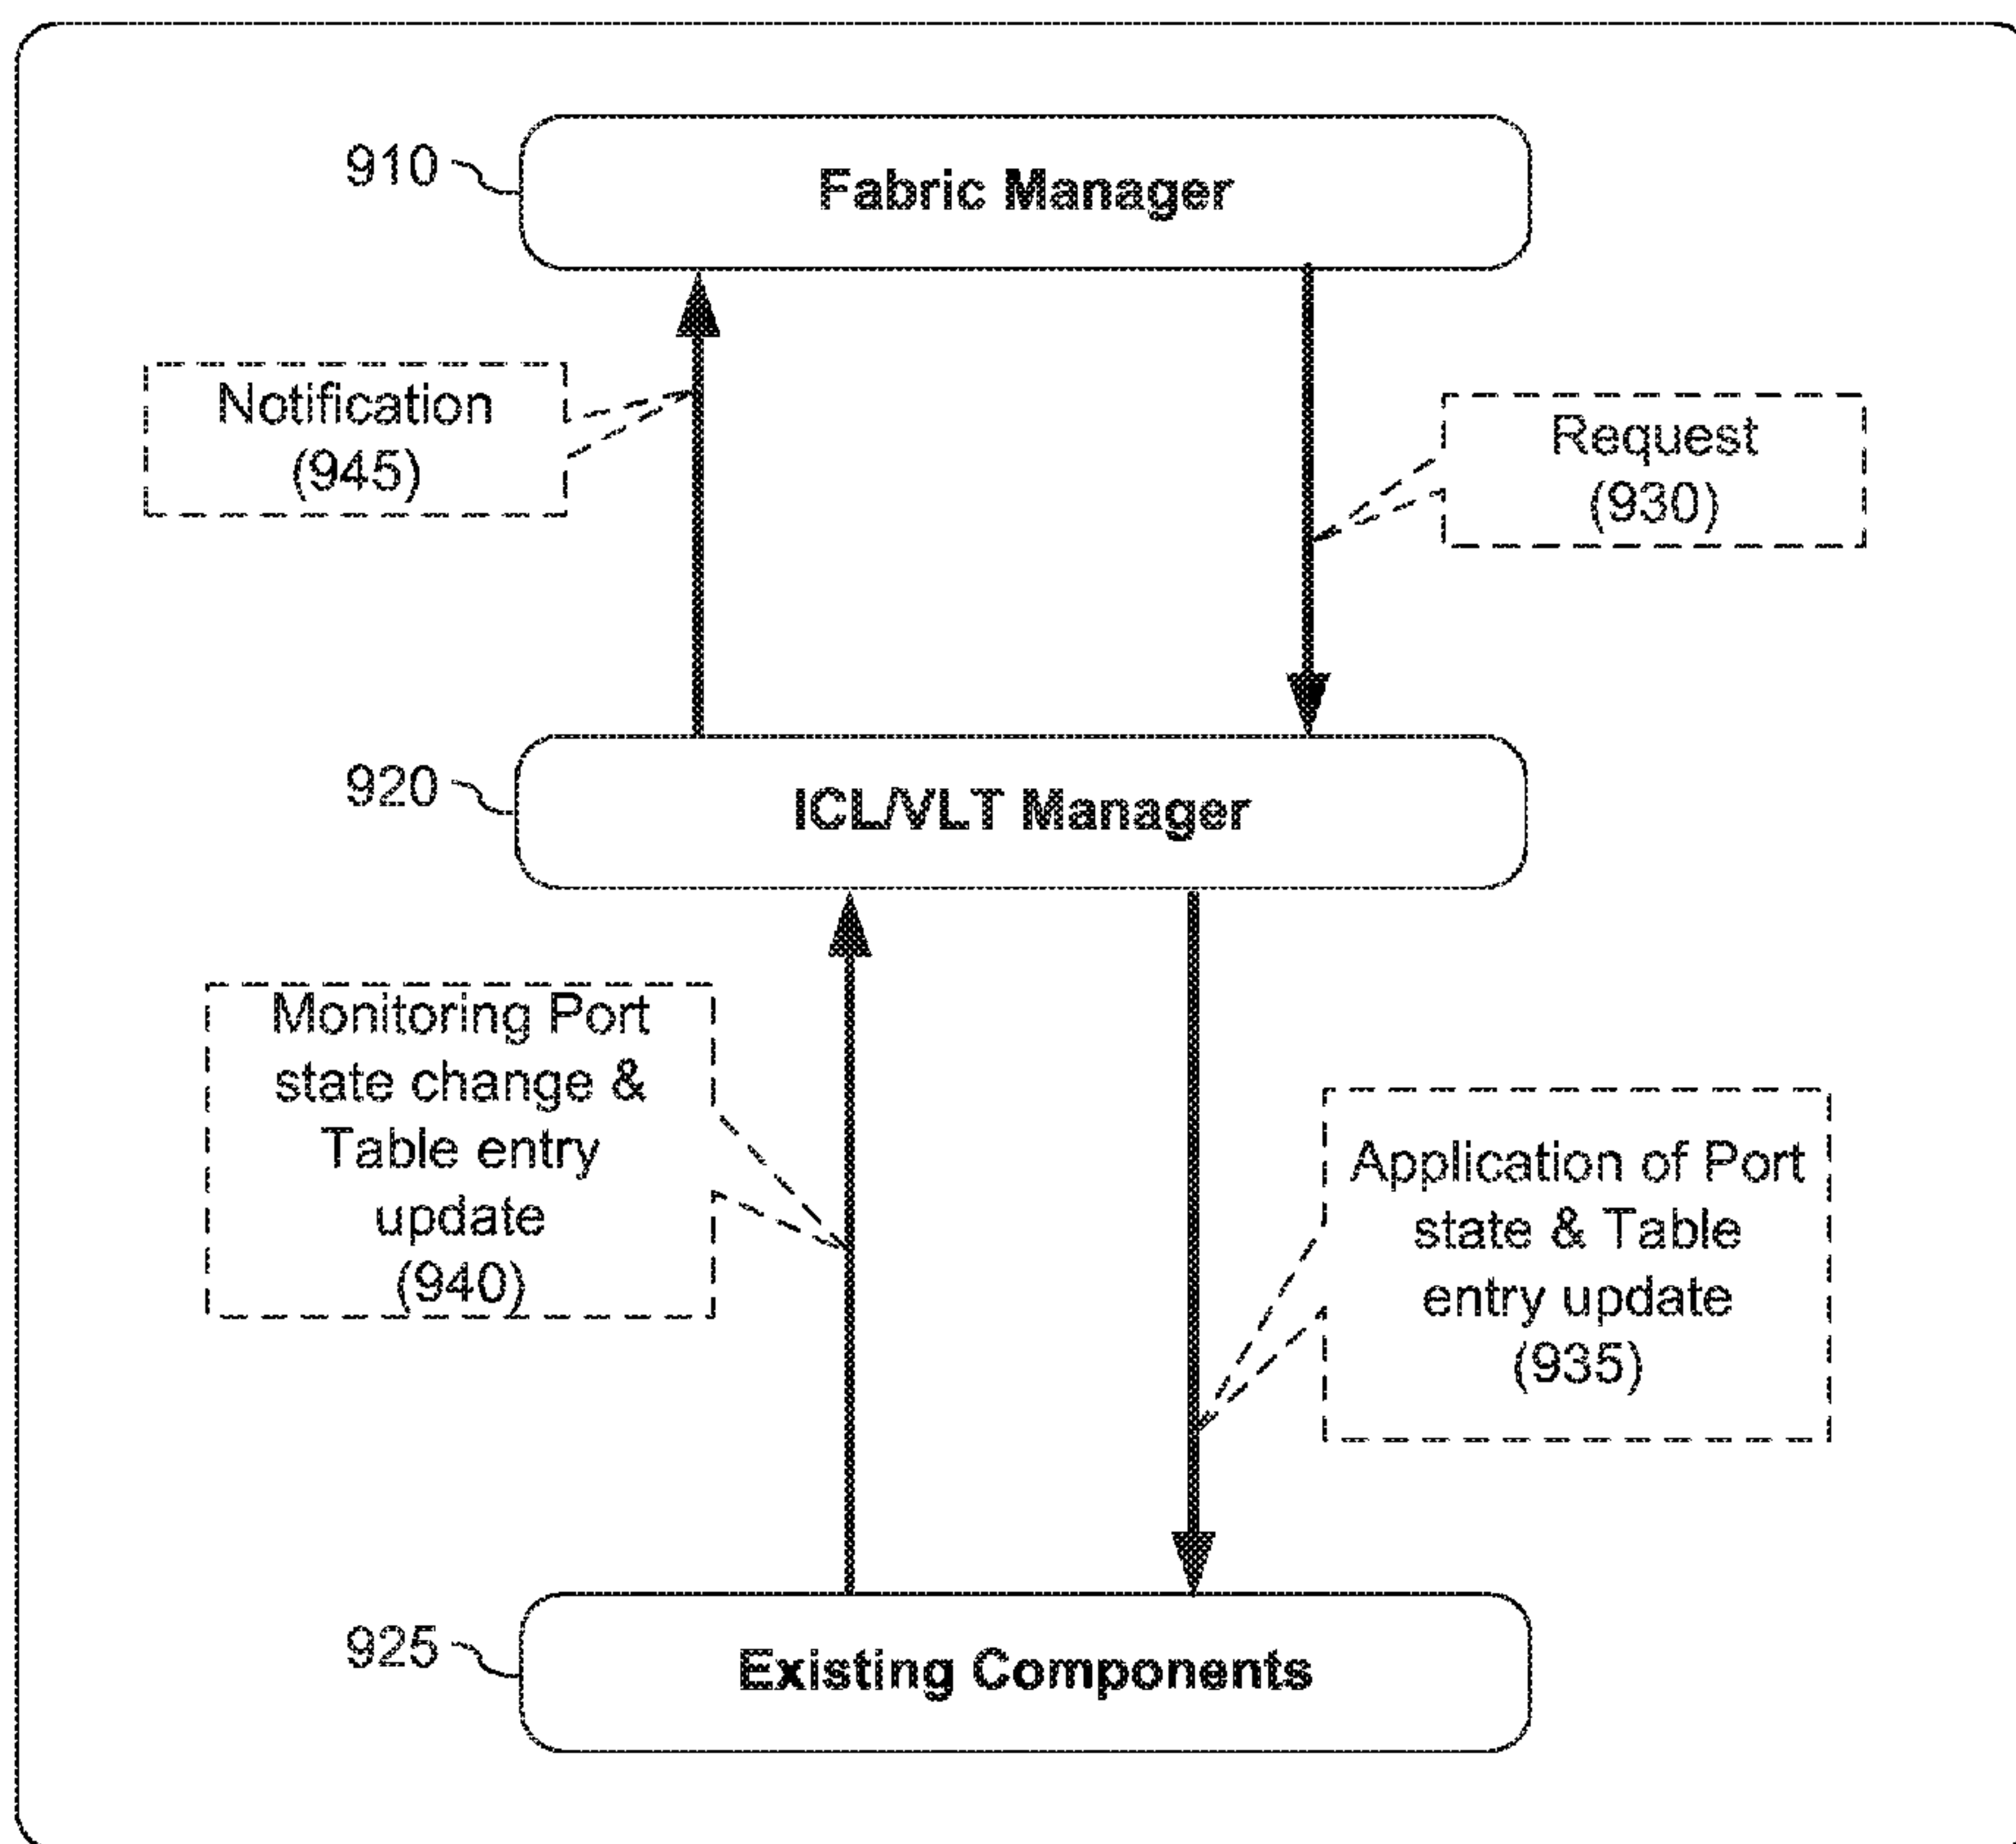 910
Fabric Manager
Notification
(945)
Request
(930)
920
ICL/VLT Manager
Monitoring Port
state change &
Table entry
update
(940)
Application of Port
state & Table
entry update
(935)
925
Existing Components